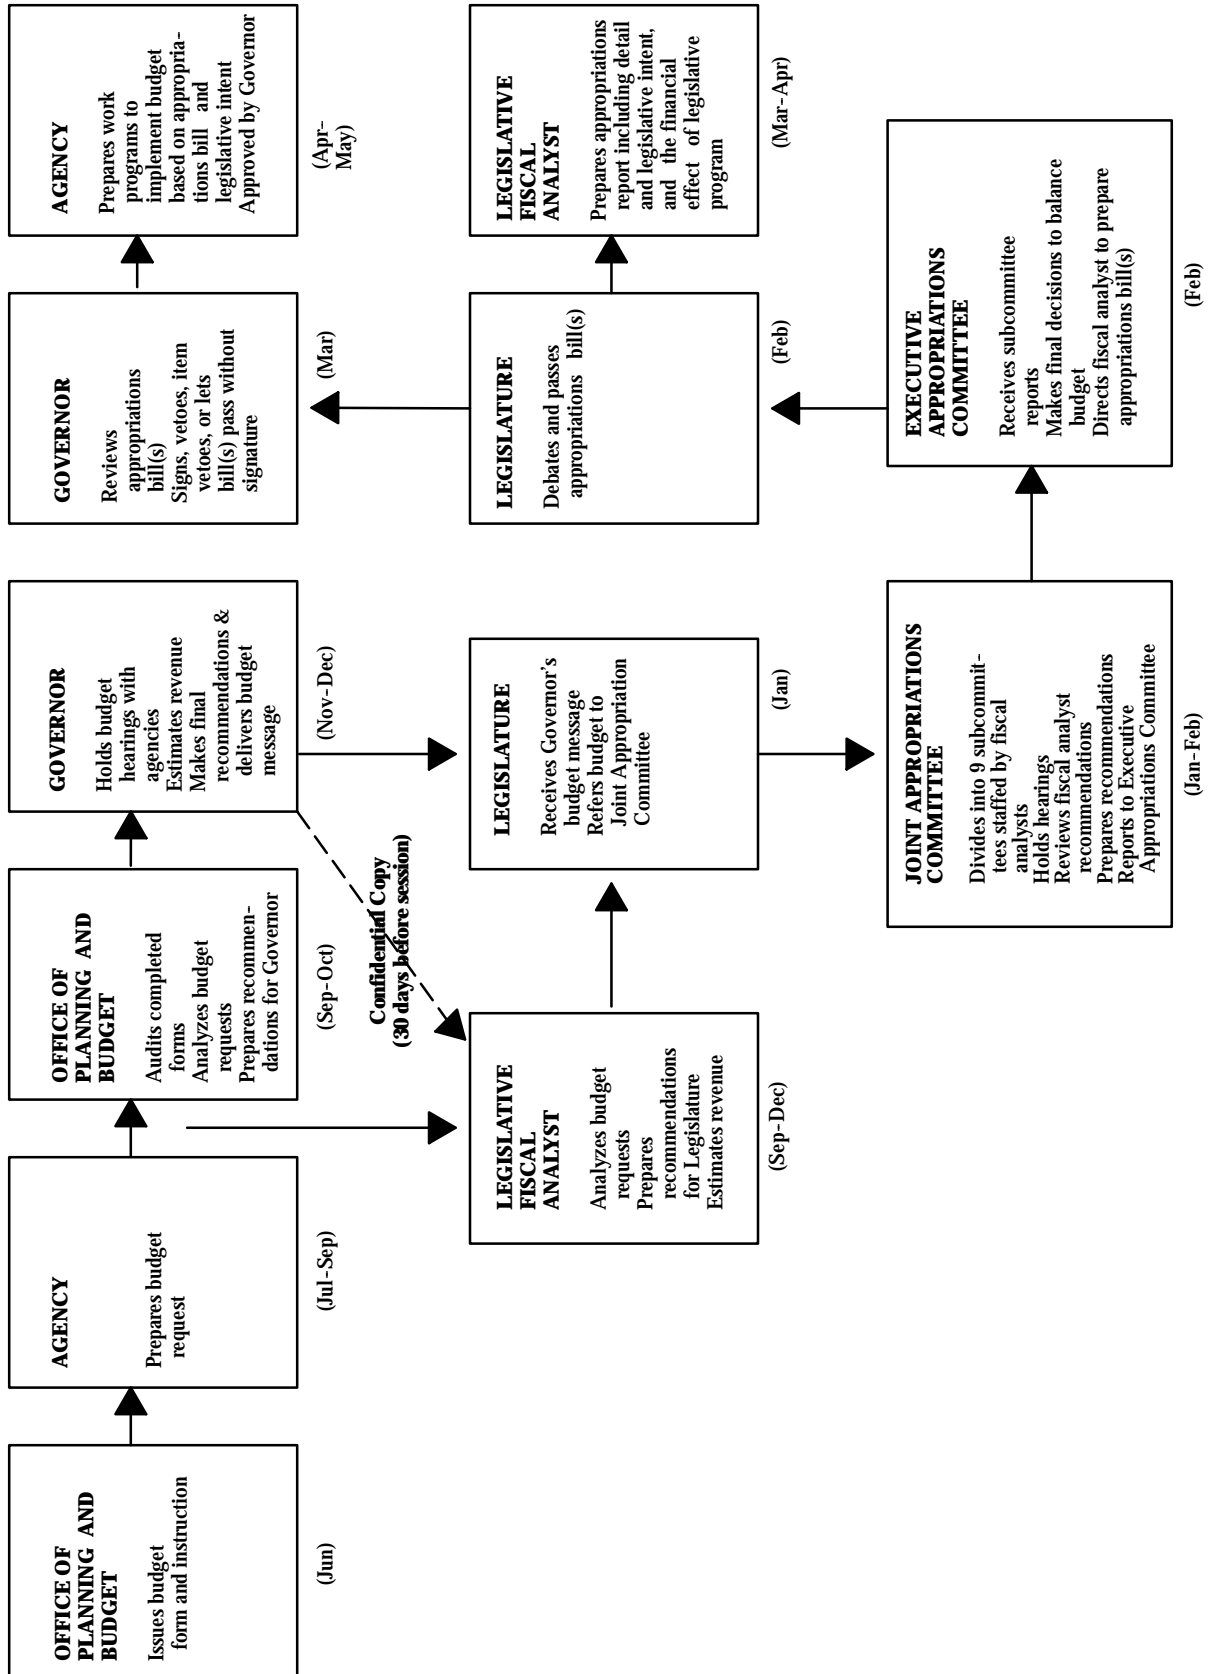 OFFICE OF
PLANNING AND
BUDGET
Issues budget
form and instruction
(Jun)
AGENCY
Prepares budget
request
(Jul-Sep)
OFFICE OF
PLANNING AND
BUDGET
Audits completed
forms
Analyzes budget
requests
Prepares recommen-
dations for Governor
(Sep-Oct)
GOVERNOR
Holds budget
hearings with
agencies
Estimates revenue
Makes final
recommendations &
delivers budget
message
(Nov-Dec)
GOVERNOR
Reviews
appropriations
bill(s)
Signs, vetoes, item
vetoes, or lets
bill(s) pass without
signature
(Mar)
AGENCY
Prepares work
programs to
implement budget
based on appropria-
tions bill and
legislative intent
Approved by Governor
(Apr-
May)
Confidential Copy
(30 days before session)
LEGISLATIVE
FISCAL
ANALYST
Analyzes budget
requests
Prepares
recommendations
for Legislature
Estimates revenue
(Sep-Dec)
LEGISLATURE
Receives Governor's
budget message
Refers budget to
Joint Appropriation
Committee
(Jan)
LEGISLATURE
Debates and passes
appropriations bill(s)
(Feb)
LEGISLATIVE
FISCAL
ANALYST
Prepares appropriations
report including detail
and legislative intent,
and the financial
effect of legislative
program
(Mar-Apr)
JOINT APPROPRIATIONS
COMMITTEE
Divides into 9 subcommit-
tees staffed by fiscal
analysts
Holds hearings
Reviews fiscal analyst
recommendations
Prepares recommendations
Reports to Executive
Appropriations Committee
(Jan-Feb)
EXECUTIVE
APPROPRIATIONS
COMMITTEE
Receives subcommittee
reports
Makes final decisions to balance
budget
Directs fiscal analyst to prepare
appropriations bill(s)
(Feb)